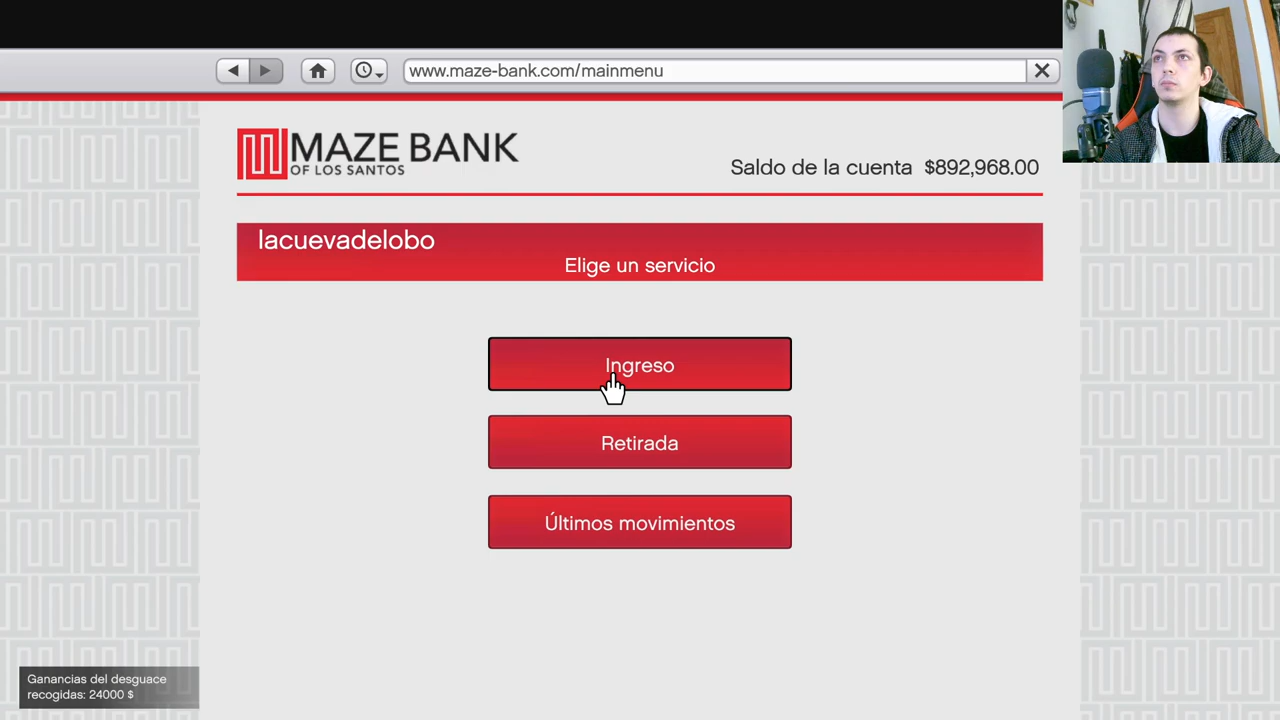 www.maze-bank.com/mainmenu
MAZE BANK
OF LOS SANTOS
Saldo de la cuenta $892,968.00
lacuevadelobo
Elige un servicio
Ingreso
Retirada
Últimos movimientos
Ganancias del desguace
recogidas: 24000 $